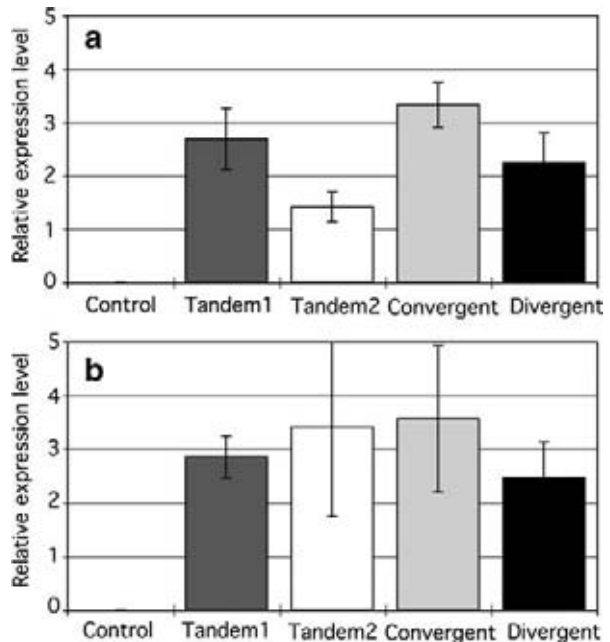 a
Relative expression level
5
4
3
2
1
0
Control Tandem1 Tandem2 Convergent Divergent
b
Relative expression level
5
4
3
2
1
0
Control Tandem1 Tandem2 Convergent Divergent